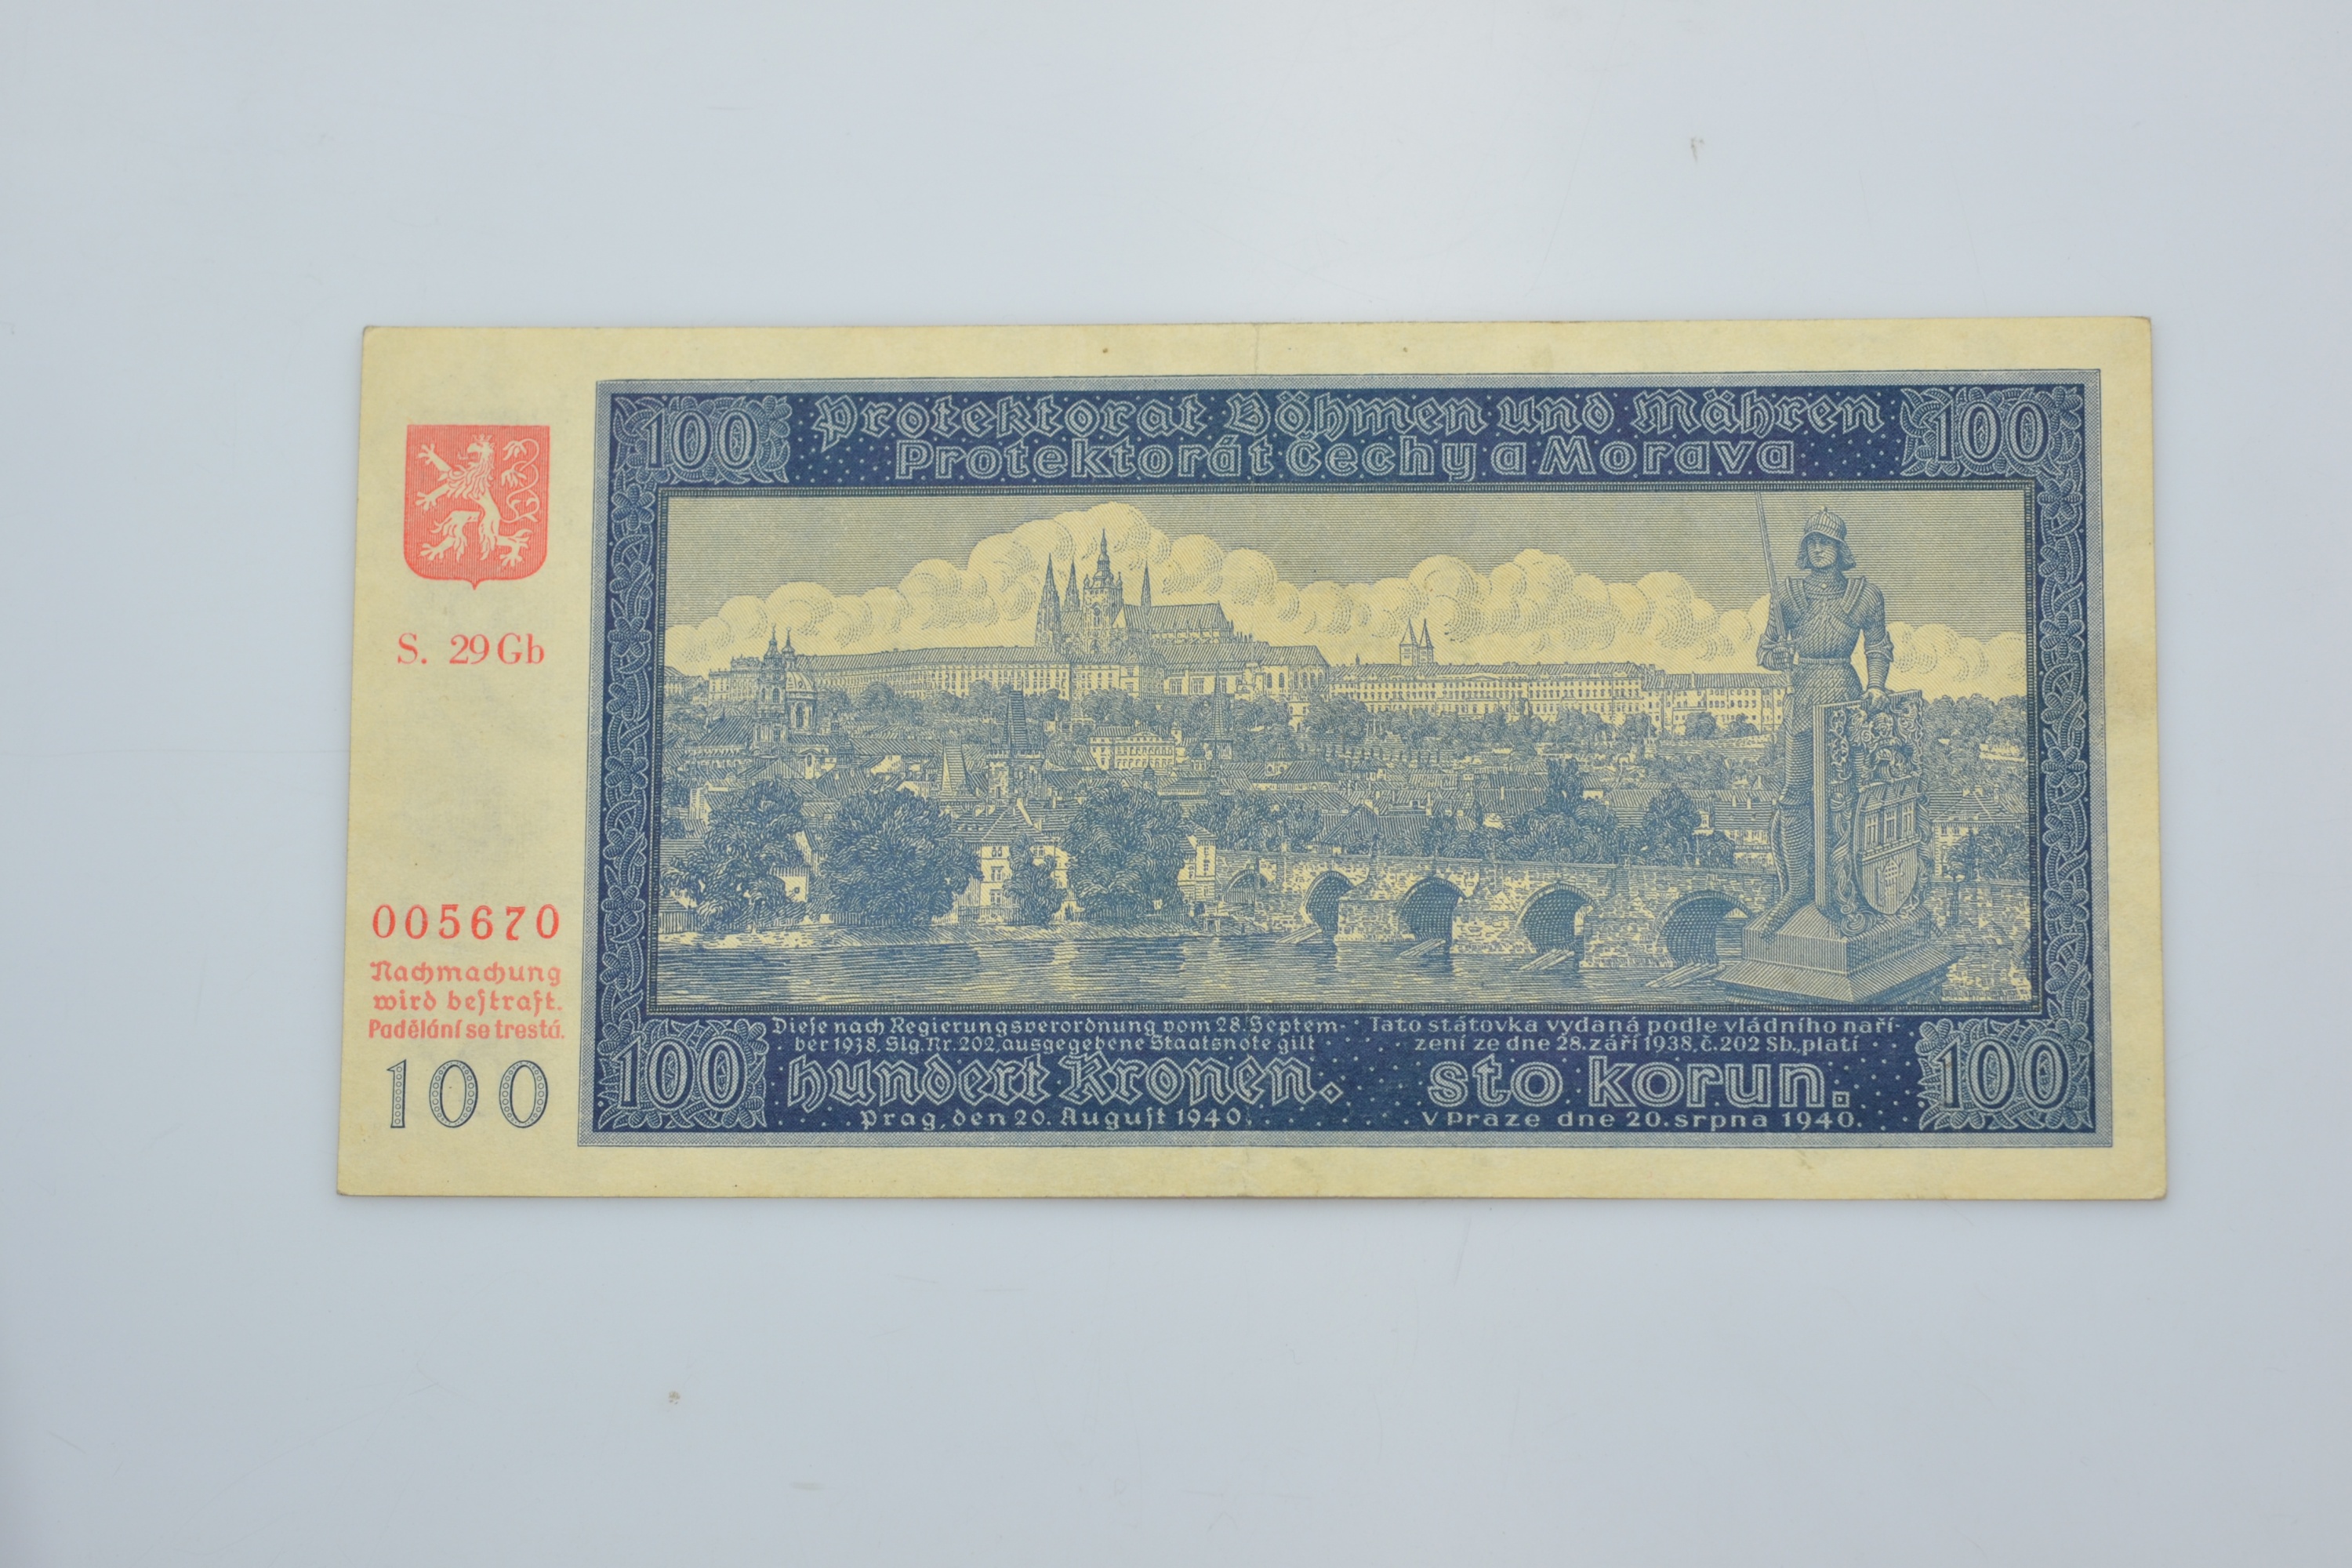 100
Protektorat Böhmen und Mähren
Protektorát Čechy a Morava
100
S. 29 Gb
005670
Nachmachung
wird bestraft.
Padělání se trestá.
100
Diese nach Regierungsverordnung vom 28. Septem-
ber 1938, Slg. Nr. 202, ausgegebene Staatsnote gilt
100
hundert Kronen.
Prag, den 20. August 1940.
Tato státovka vydaná podle vládního naří-
zení ze dne 28. září 1938, č. 202 Sb., platí
sto korun.
V Praze dne 20. srpna 1940.
100